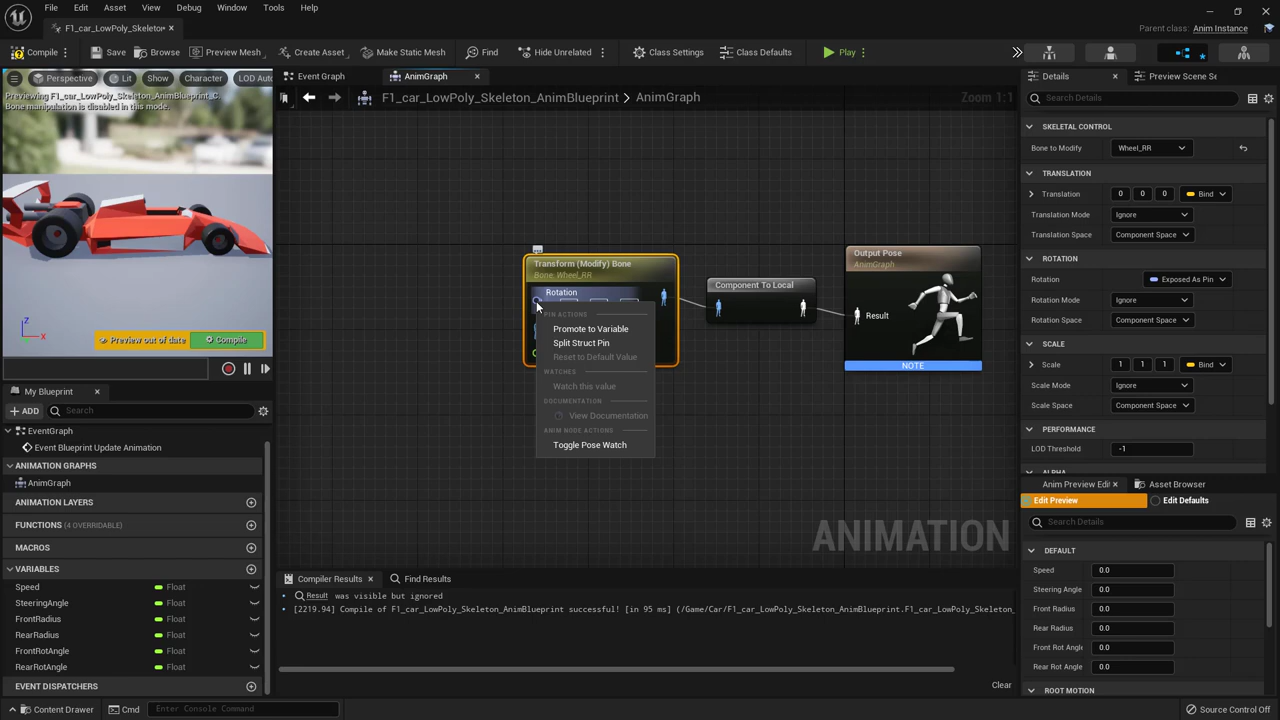 File Edit Asset View Debug Window Tools Help
F1_car_LowPoly_Skeleton•
Parent class: Anim Instance
Compile Save Browse Preview Mesh Create Asset Make Static Mesh Find Hide Unrelated Class Settings Class Defaults Play
Perspective Lit Show Character LOD Auto
Previewing F1_car_LowPoly_Skeleton_AnimBlueprint_C.
Bone manipulation is disabled in this mode.
Event Graph AnimGraph
F1_car_LowPoly_Skeleton_AnimBlueprint > AnimGraph
Zoom 1:1
Details Preview Scene Se
Search Details
SKELETAL CONTROL
Bone to Modify Wheel_RR
TRANSLATION
Translation 0 0 0 Bind
Translation Mode Ignore
Translation Space Component Space
ROTATION
Rotation Exposed As Pin
Rotation Mode Ignore
Rotation Space Component Space
SCALE
Scale 1 1 1 Bind
Scale Mode Ignore
Scale Space Component Space
PERFORMANCE
LOD Threshold -1
Transform (Modify) Bone
Bone: Wheel_RR
Rotation
PIN ACTIONS
Promote to Variable
Split Struct Pin
Reset to Default Value
WATCHES
Watch this value
DOCUMENTATION
View Documentation
ANIM NODE ACTIONS
Toggle Pose Watch
Component To Local
Output Pose
AnimGraph
Result
NOTE
ANIMATION
Z
X
Preview out of date Compile
My Blueprint
ADD Search
EventGraph
Event Blueprint Update Animation
ANIMATION GRAPHS
AnimGraph
ANIMATION LAYERS
FUNCTIONS (4 OVERRIDABLE)
MACROS
VARIABLES
Speed Float
SteeringAngle Float
FrontRadius Float
RearRadius Float
FrontRotAngle Float
RearRotAngle Float
EVENT DISPATCHERS
Compiler Results Find Results
Result was visible but ignored
[2219.94] Compile of F1_car_LowPoly_Skeleton_AnimBlueprint successful! [in 95 ms] (/Game/Car/F1_car_LowPoly_Skeleton_AnimBlueprint.F1_car_LowPoly_Skeleton_
Clear
Anim Preview Edit Asset Browser
Edit Preview Edit Defaults
Search Details
DEFAULT
Speed 0.0
Steering Angle 0.0
Front Radius 0.0
Rear Radius 0.0
Front Rot Angle 0.0
Rear Rot Angle 0.0
ROOT MOTION
Content Drawer Cmd Enter Console Command
Source Control Off